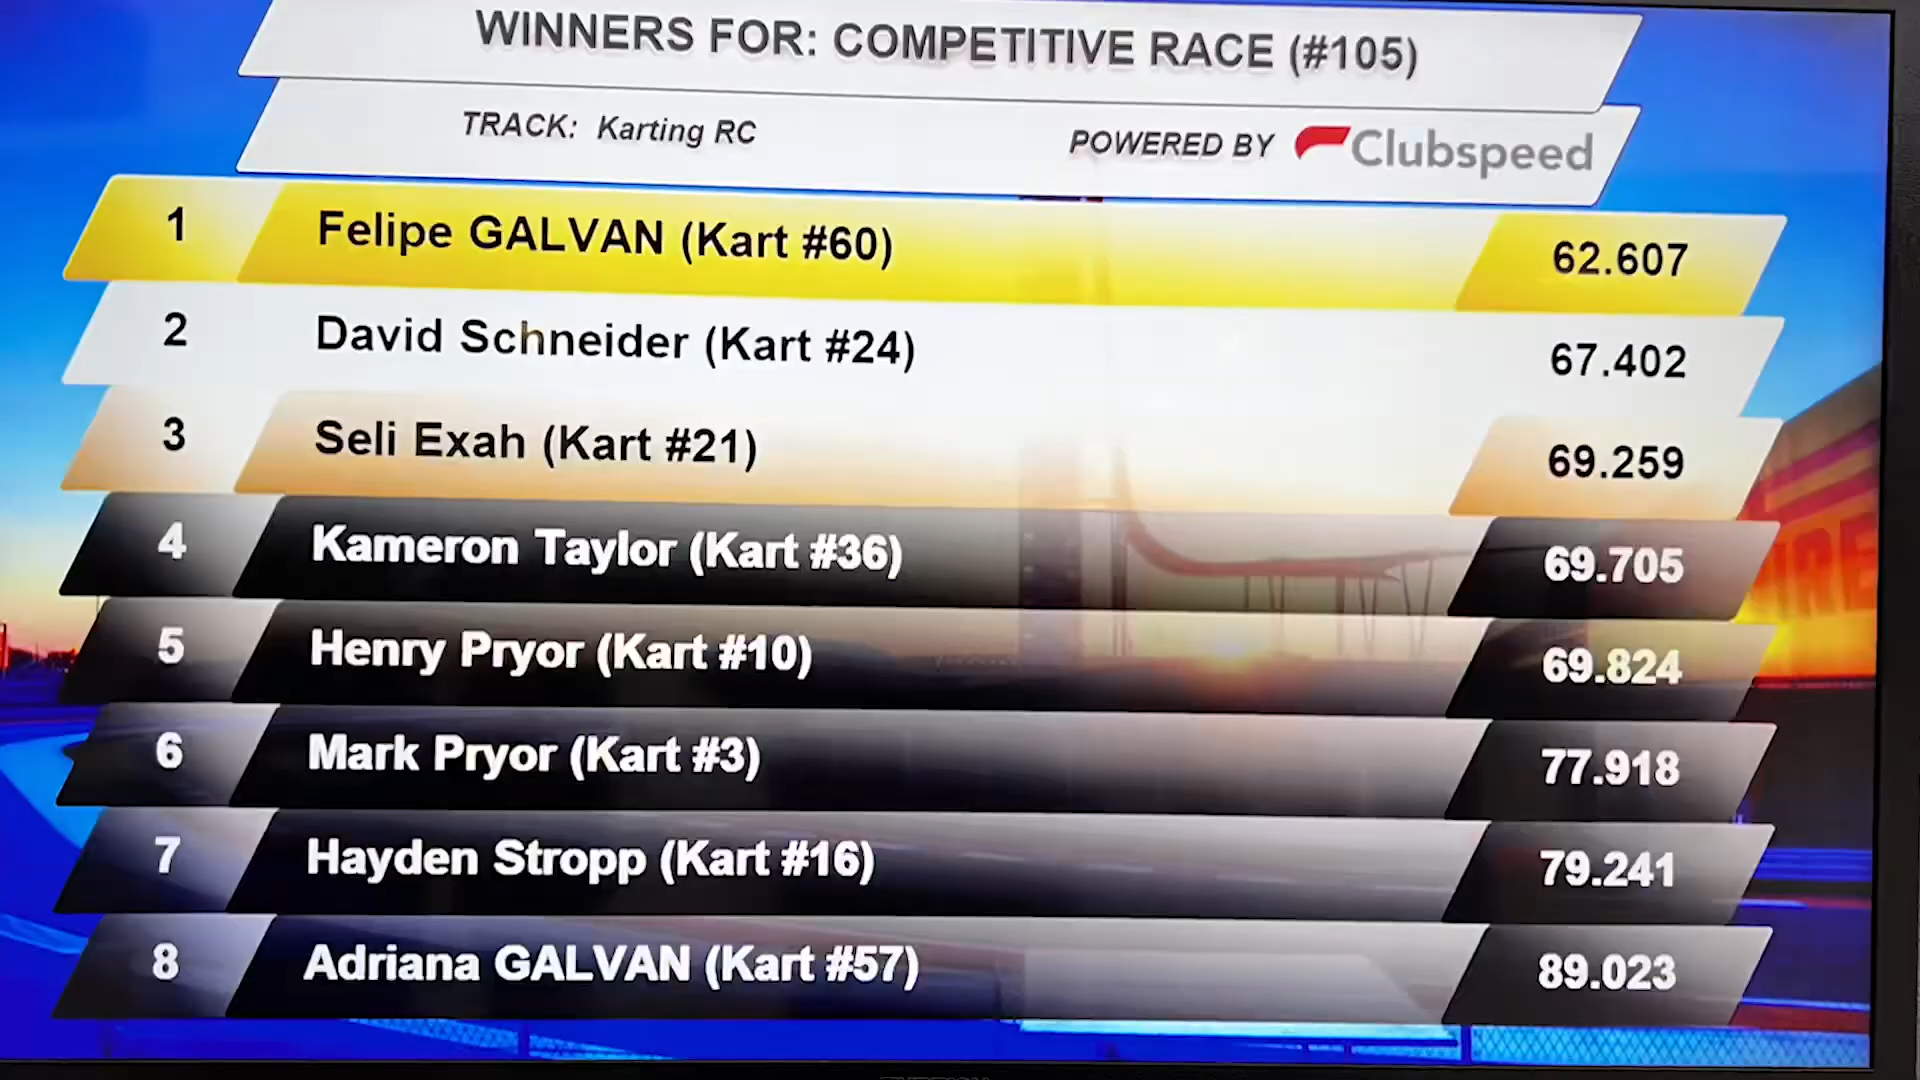 WINNERS FOR: COMPETITIVE RACE (#105)
TRACK: Karting RC POWERED BY Clubspeed
1 Felipe GALVAN (Kart #60) 62.607
2 David Schneider (Kart #24) 67.402
3 Seli Exah (Kart #21) 69.259
4 Kameron Taylor (Kart #36) 69.705
5 Henry Pryor (Kart #10) 69.824
6 Mark Pryor (Kart #3) 77.918
7 Hayden Stropp (Kart #16) 79.241
8 Adriana GALVAN (Kart #57) 89.023